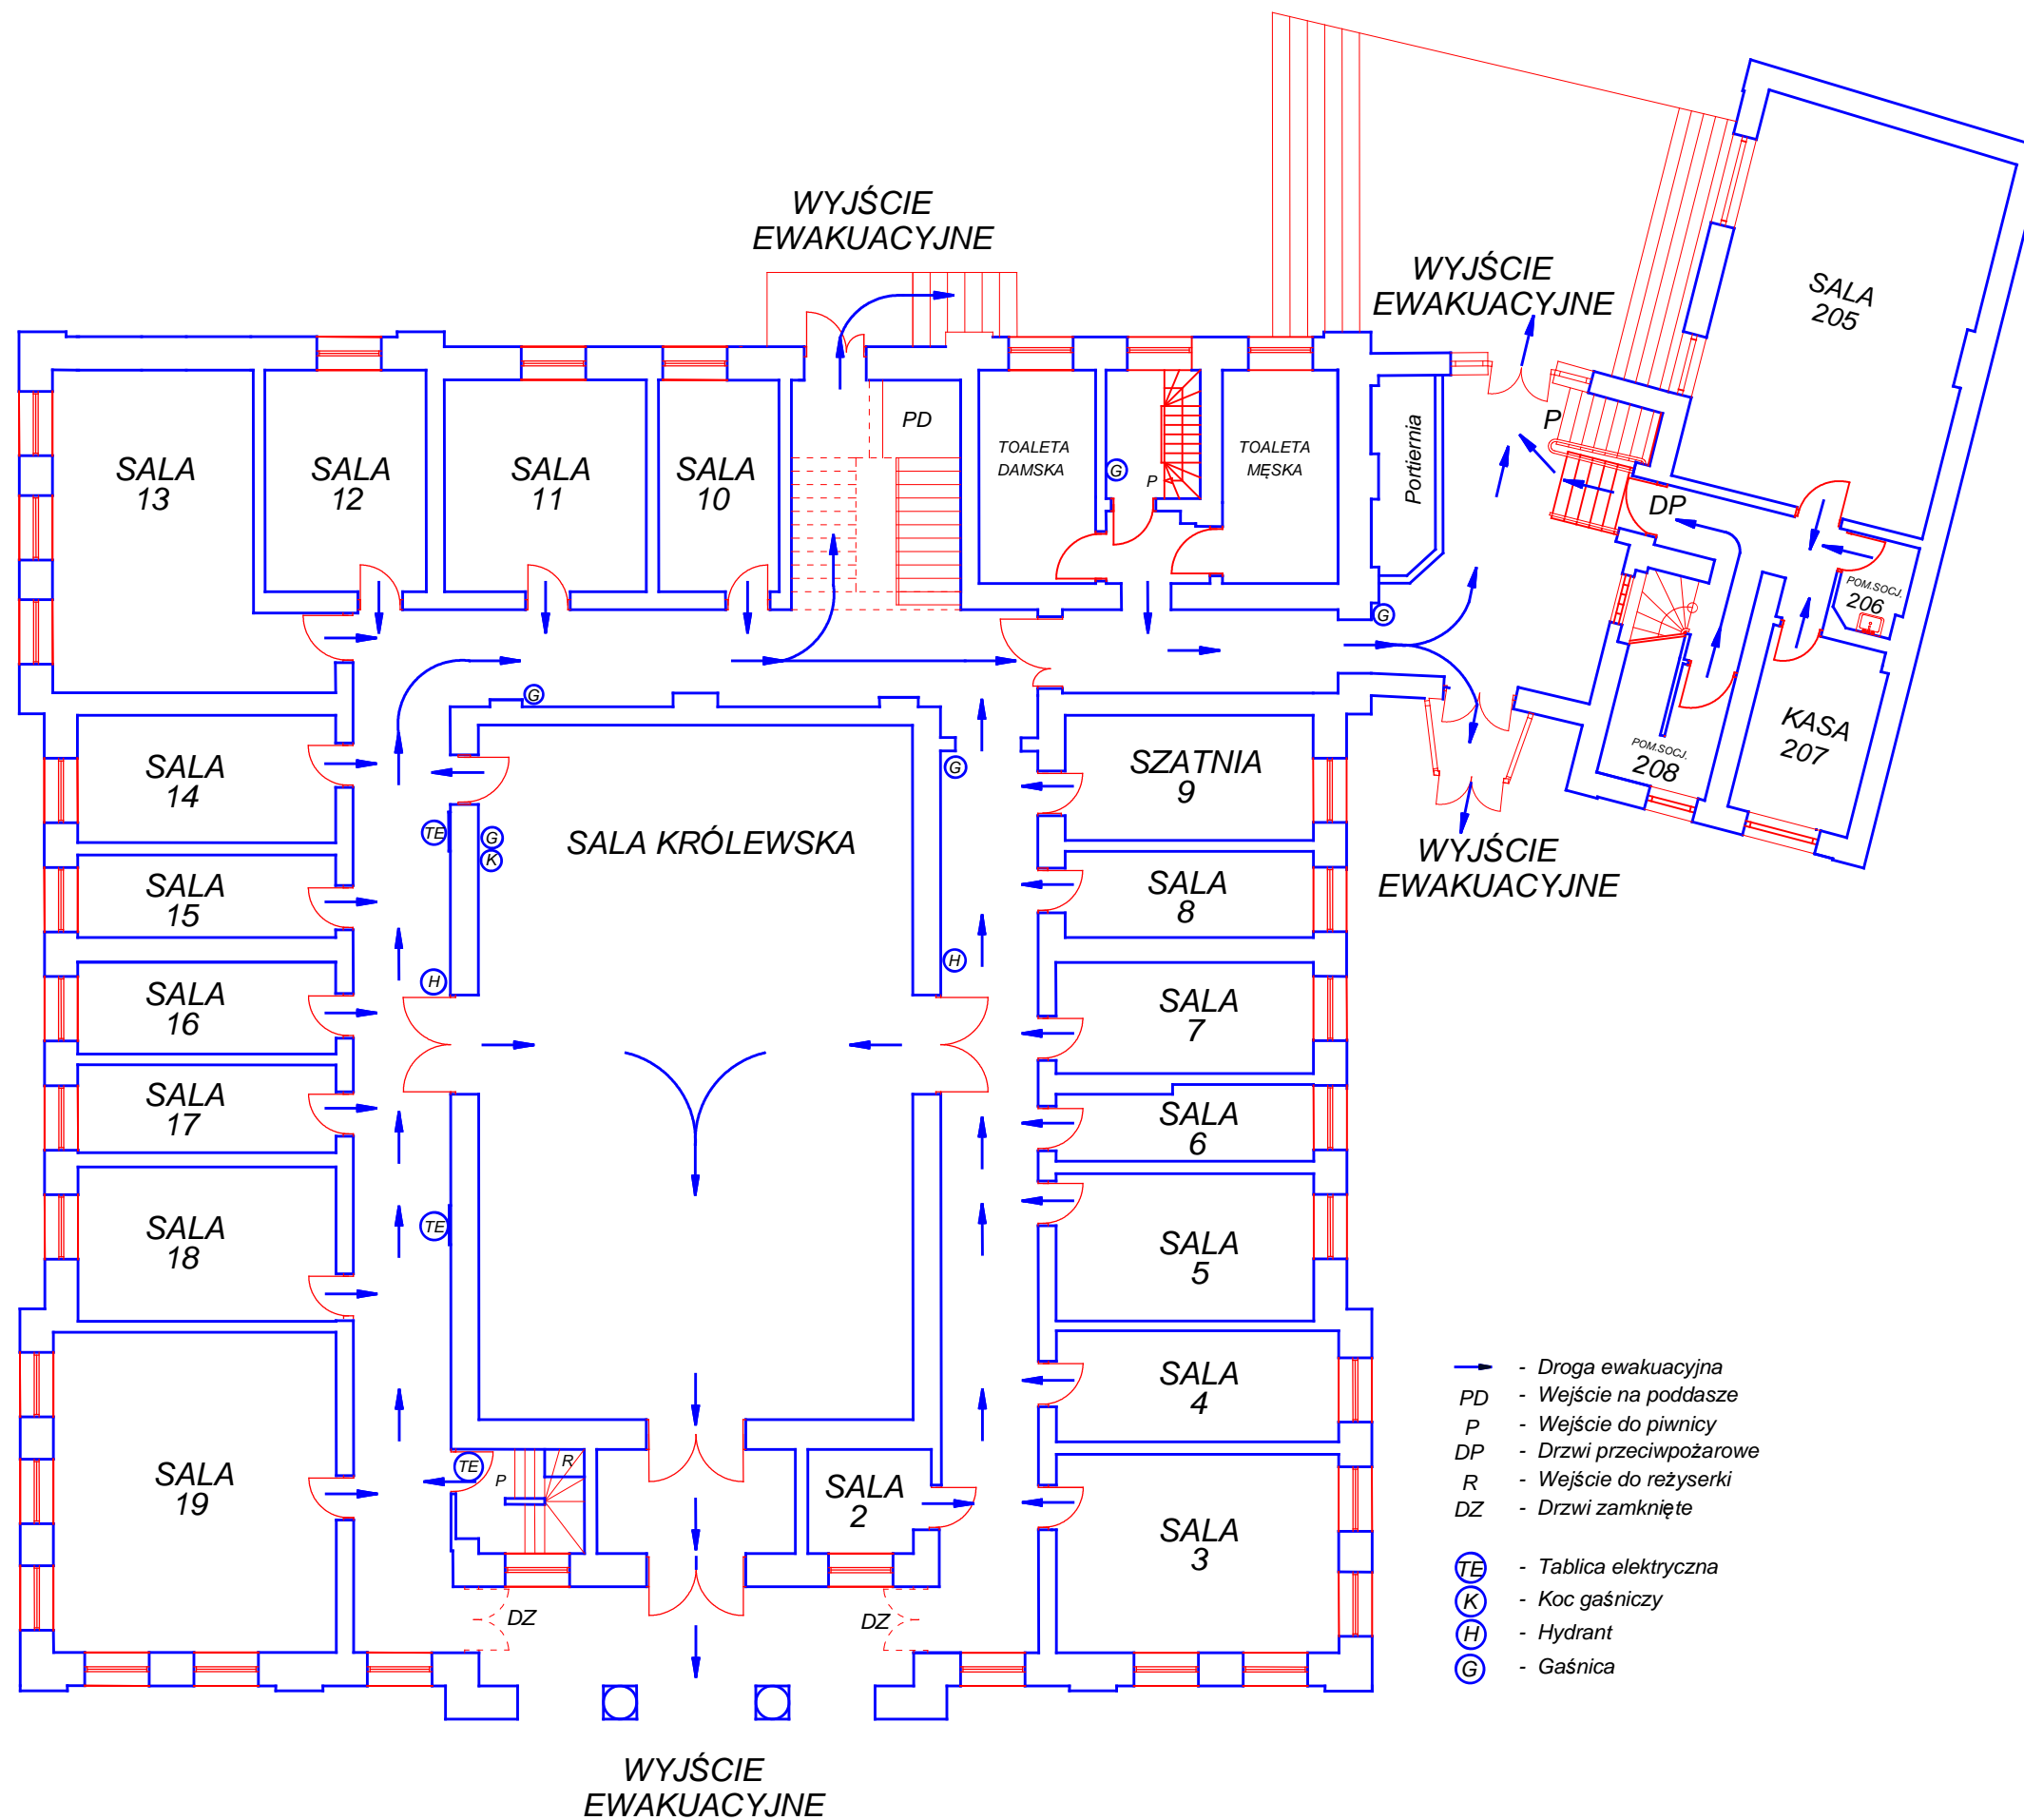 WYJŚCIE
EWAKUACYJNE
WYJŚCIE
EWAKUACYJNE
SALA
205
PD
P
TOALETA
DAMSKA
G
P
TOALETA
MĘSKA
Portiernia
SALA
13
SALA
12
SALA
11
SALA
10
DP
POM.SOCJ.
206
G
G
KASA
207
POM.SOCJ.
208
SALA
14
SZATNIA
9
G
TE
G
K
SALA KRÓLEWSKA
WYJŚCIE
EWAKUACYJNE
SALA
15
SALA
8
H
H
SALA
16
SALA
7
SALA
17
SALA
6
TE
SALA
18
SALA
5
SALA
4
SALA
19
TE
P
R
SALA
2
SALA
3
DZ
DZ
- Droga ewakuacyjna
PD - Wejście na poddasze
P - Wejście do piwnicy
DP - Drzwi przeciwpożarowe
R - Wejście do reżyserki
DZ - Drzwi zamknięte
TE - Tablica elektryczna
K - Koc gaśniczy
H - Hydrant
G - Gaśnica
WYJŚCIE
EWAKUACYJNE